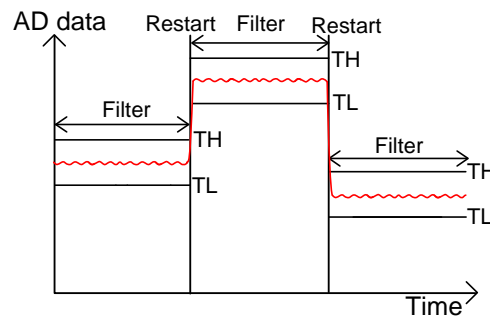 AD data
Restart
Filter
Restart
TH
TL
Filter
TH
TL
Filter
TH
TL
Time